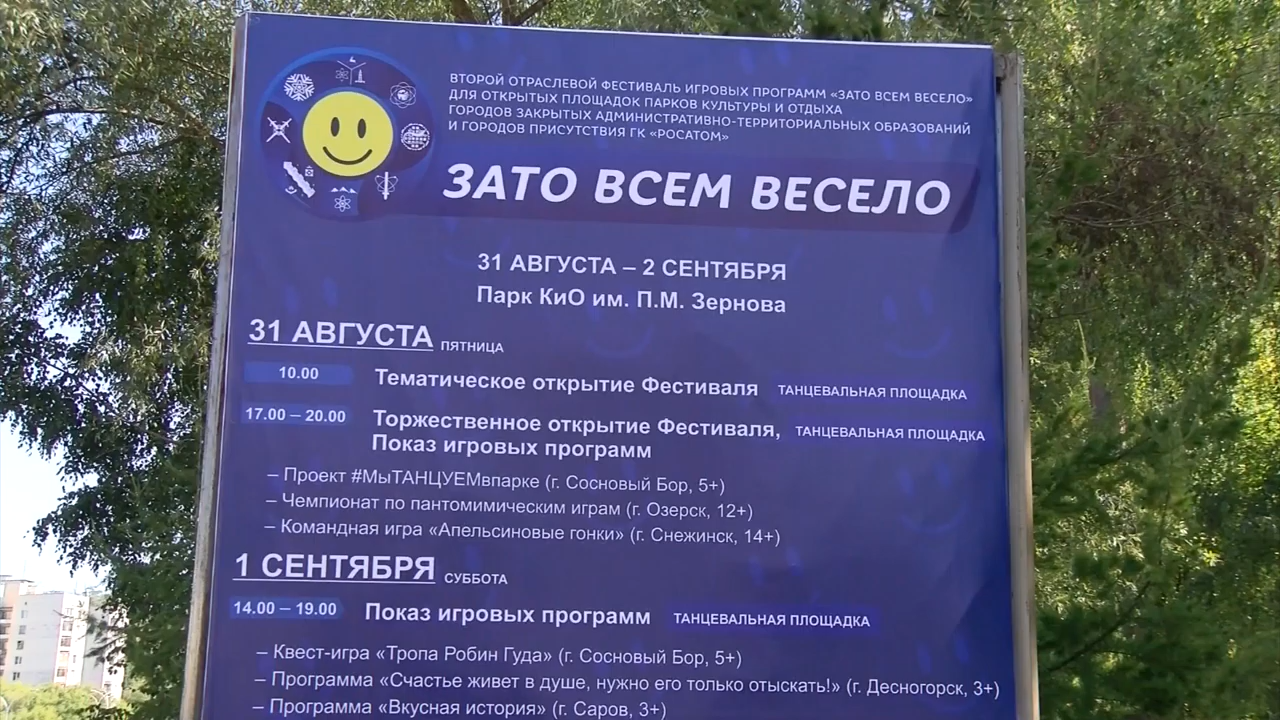 ВТОРОЙ ОТРАСЛЕВОЙ ФЕСТИВАЛЬ ИГРОВЫХ ПРОГРАММ «ЗАТО ВСЕМ ВЕСЕЛО»
ДЛЯ ОТКРЫТЫХ ПЛОЩАДОК ПАРКОВ КУЛЬТУРЫ И ОТДЫХА
ГОРОДОВ ЗАКРЫТЫХ АДМИНИСТРАТИВНО-ТЕРРИТОРИАЛЬНЫХ ОБРАЗОВАНИЙ
И ГОРОДОВ ПРИСУТСТВИЯ ГК «РОСАТОМ»
ЗАТО ВСЕМ ВЕСЕЛО
31 АВГУСТА – 2 СЕНТЯБРЯ
Парк КиО им. П.М. Зернова
31 АВГУСТА ПЯТНИЦА
10.00 Тематическое открытие Фестиваля ТАНЦЕВАЛЬНАЯ ПЛОЩАДКА
17.00 – 20.00 Торжественное открытие Фестиваля, ТАНЦЕВАЛЬНАЯ ПЛОЩАДКА
Показ игровых программ
– Проект #МыТАНЦУЕМвпарке (г. Сосновый Бор, 5+)
– Чемпионат по пантомимическим играм (г. Озерск, 12+)
– Командная игра «Апельсиновые гонки» (г. Снежинск, 14+)
1 СЕНТЯБРЯ СУББОТА
14.00 – 19.00 Показ игровых программ ТАНЦЕВАЛЬНАЯ ПЛОЩАДКА
– Квест-игра «Тропа Робин Гуда» (г. Сосновый Бор, 5+)
– Программа «Счастье живет в душе, нужно его только отыскать!» (г. Десногорск, 3+)
– Программа «Вкусная история» (г. Саров, 3+)